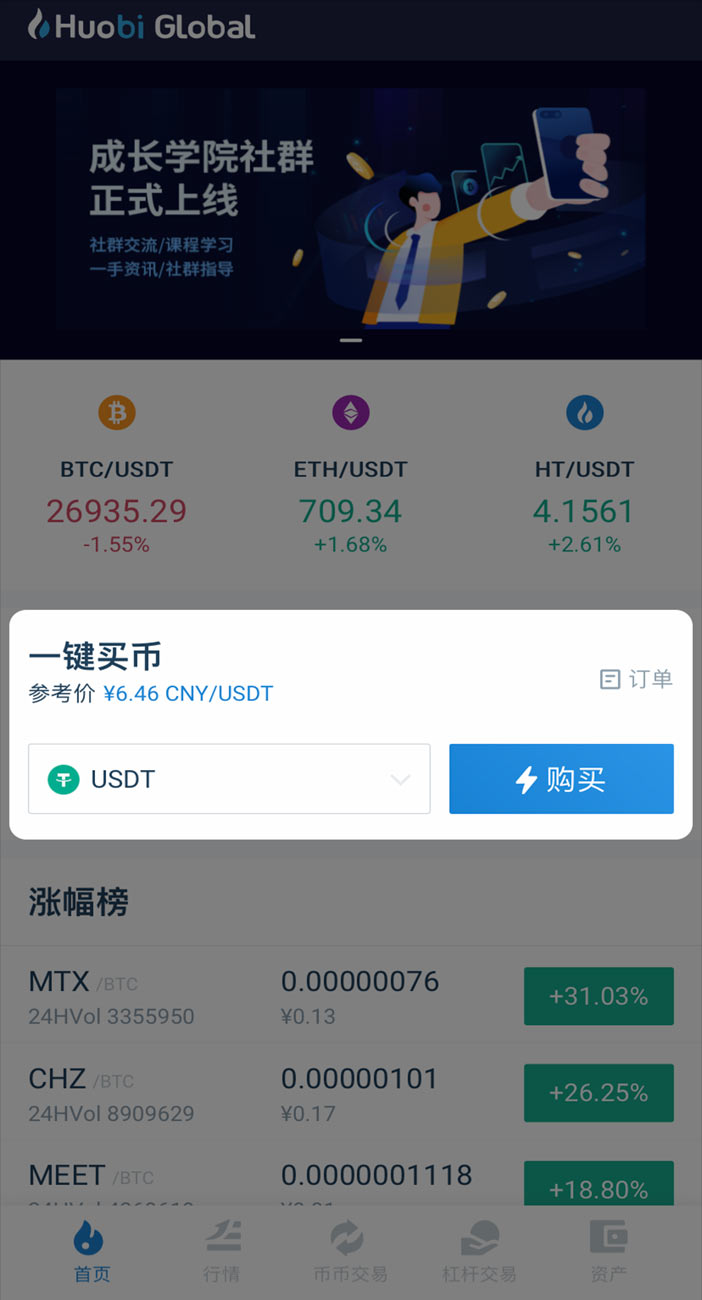 Huobi Global
成长学院社群
正式上线
社群交流/课程学习
一手资讯/社群指导
BTC/USDT ETH/USDT HT/USDT
26935.29 709.34 4.1561
-1.55% +1.68% +2.61%
一键买币
参考价 ¥6.46 CNY/USDT
订单
USDT
购买
涨幅榜
MTX /BTC 0.00000076 +31.03%
24HVol 3355950 ¥0.13
CHZ /BTC 0.00000101 +26.25%
24HVol 8909629 ¥0.17
MEET /BTC 0.0000001118 +18.80%
首页 行情 币币交易 杠杆交易 资产